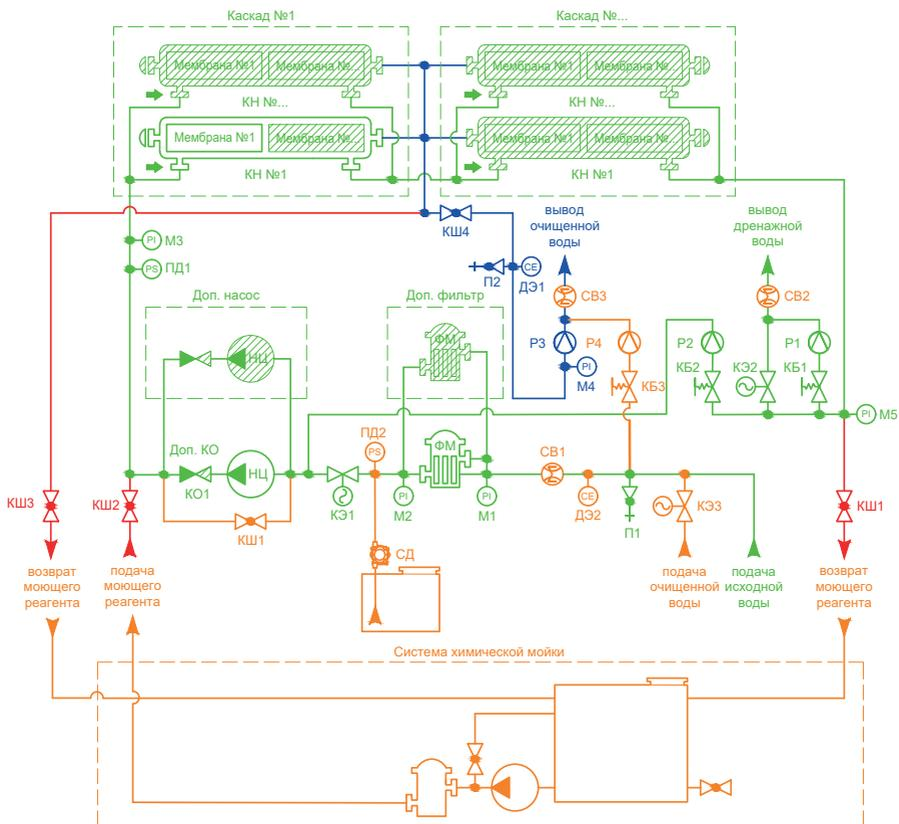 Каскад №1
Каскад №...
Мембрана №1
Мембрана №...
Мембрана №1
Мембрана №...
КН №...
КН №...
Мембрана №1
Мембрана №...
Мембрана №1
Мембрана №...
КН №1
КН №1
КШ4
вывод
очищенной
воды
вывод
дренажной
воды
PI
М3
PS
ПД1
П2
CE
ДЭ1
СВ3
СВ2
Доп. насос
Доп. фильтр
НЦ
ФМ
Р3
Р4
Р2
Р1
PI
М4
КБ3
КБ2
КЭ2
КБ1
PI
М5
Доп. КО
КО1
НЦ
КШ1
КЭ1
ПД2
PS
PI
М2
ФМ
PI
М1
СВ1
CE
ДЭ2
П1
КЭ3
КШ3
КШ2
КШ1
СД
возврат
моющего
реагента
подача
моющего
реагента
подача
очищенной
воды
подача
исходной
воды
возврат
моющего
реагента
Система химической мойки